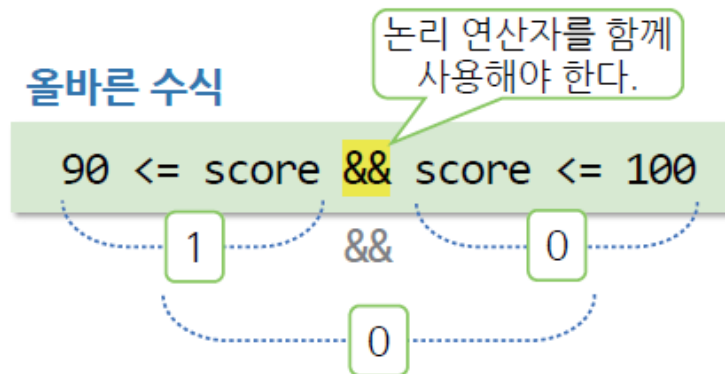 논리 연산자를 함께
사용해야 한다.
올바른 수식
90 <= score && score <= 100
1 && 0
0